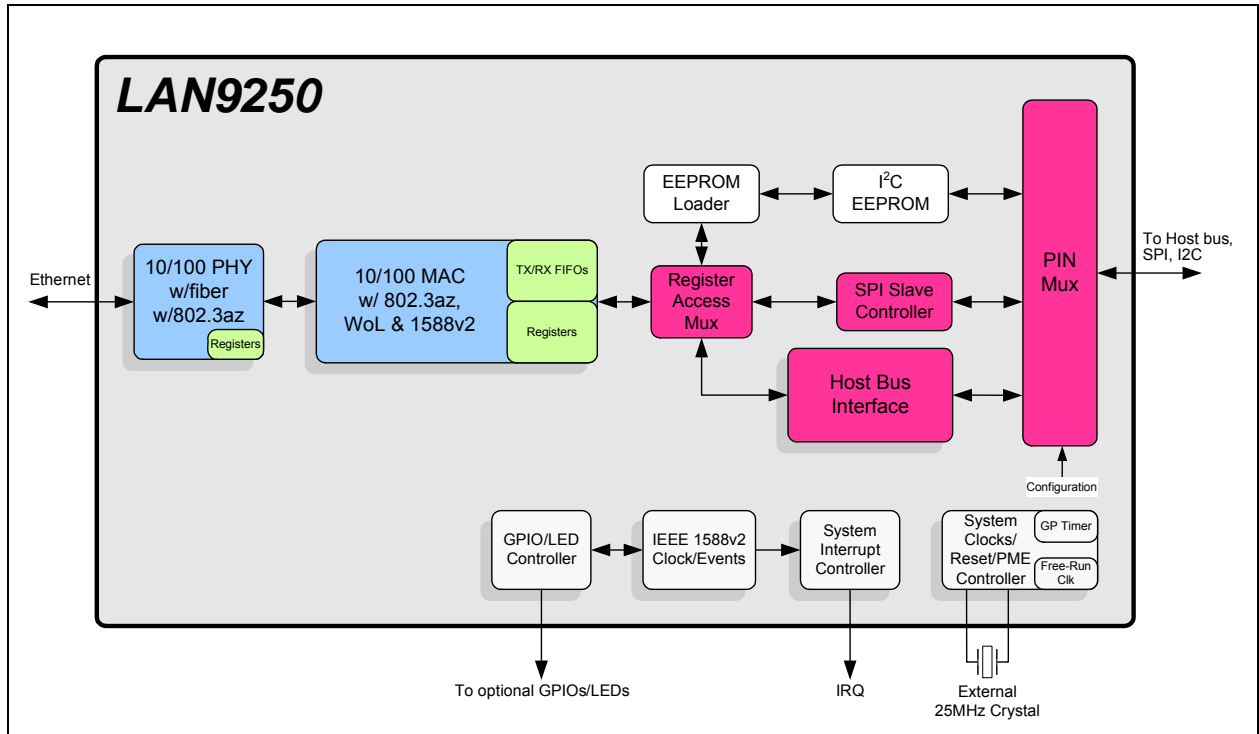 LAN9250
EEPROM
Loader
I2C
EEPROM
To Host bus,
SPI, I2C
Ethernet
10/100 PHY
w/fiber
w/802.3az
Registers
10/100 MAC
w/ 802.3az,
WoL & 1588v2
TX/RX FIFOs
Registers
Register
Access
Mux
SPI Slave
Controller
PIN
Mux
Host Bus
Interface
Configuration
GPIO/LED
Controller
IEEE 1588v2
Clock/Events
System
Interrupt
Controller
System
Clocks/
Reset/PME
Controller
GP Timer
Free-Run
Clk
To optional GPIOs/LEDs
IRQ
External
25MHz Crystal